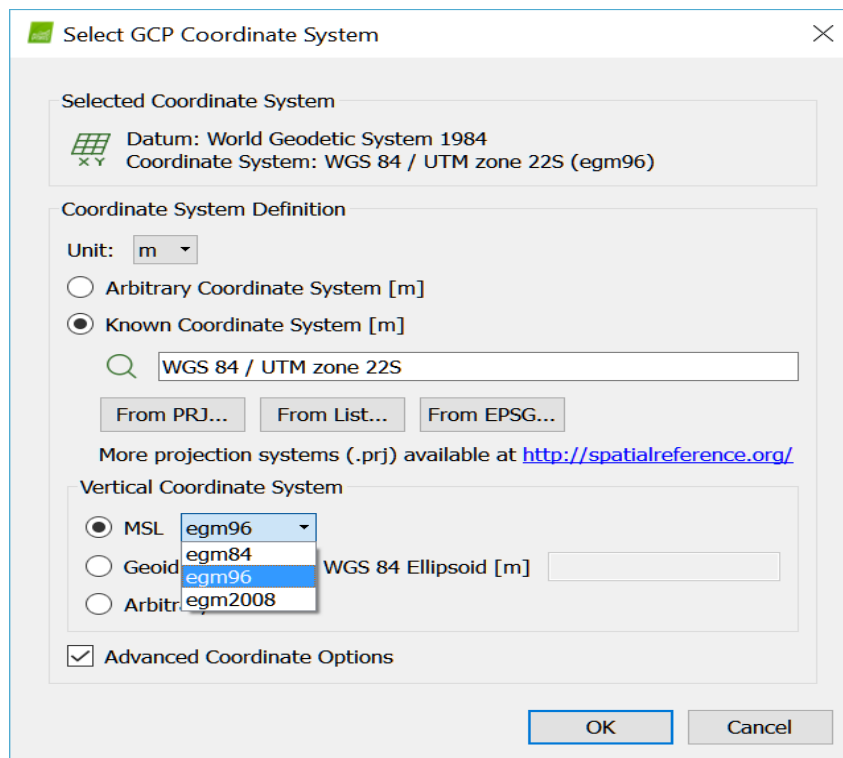 Select GCP Coordinate System
Selected Coordinate System
Datum: World Geodetic System 1984
X Y
Coordinate System: WGS 84 / UTM zone 22S (egm96)
Coordinate System Definition
Unit: m
Arbitrary Coordinate System [m]
Known Coordinate System [m]
WGS 84 / UTM zone 22S
From PRJ... From List... From EPSG...
More projection systems (.prj) available at http://spatialreference.org/
Vertical Coordinate System
MSL egm96
egm84
Geoid WGS 84 Ellipsoid [m]
egm96
egm2008
Advanced Coordinate Options
OK Cancel